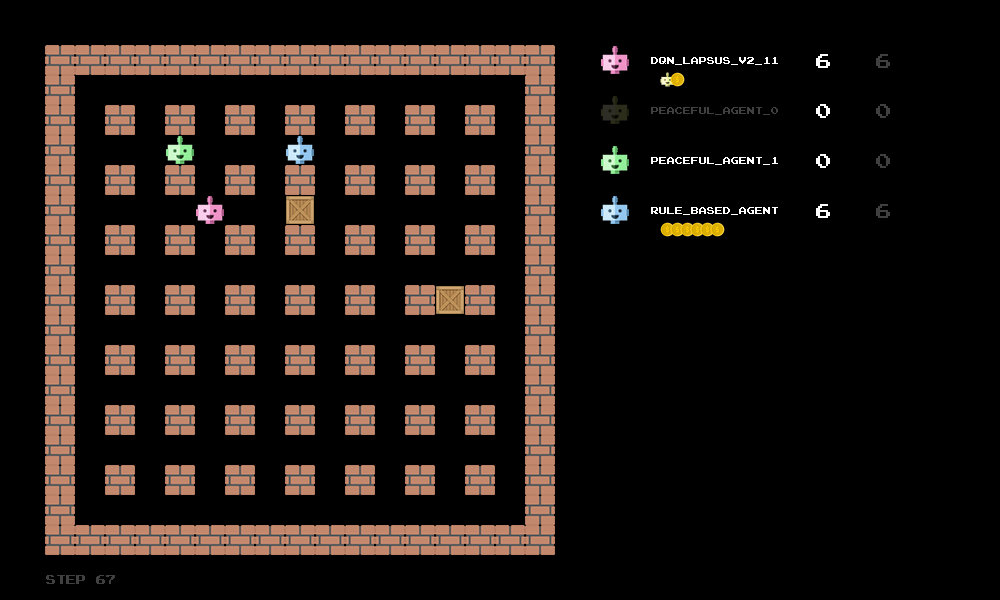 DQN_LAPSUS_V2_11 6 6
PEACEFUL_AGENT_0 0 0
PEACEFUL_AGENT_1 0 0
RULE_BASED_AGENT 6 6
STEP 67